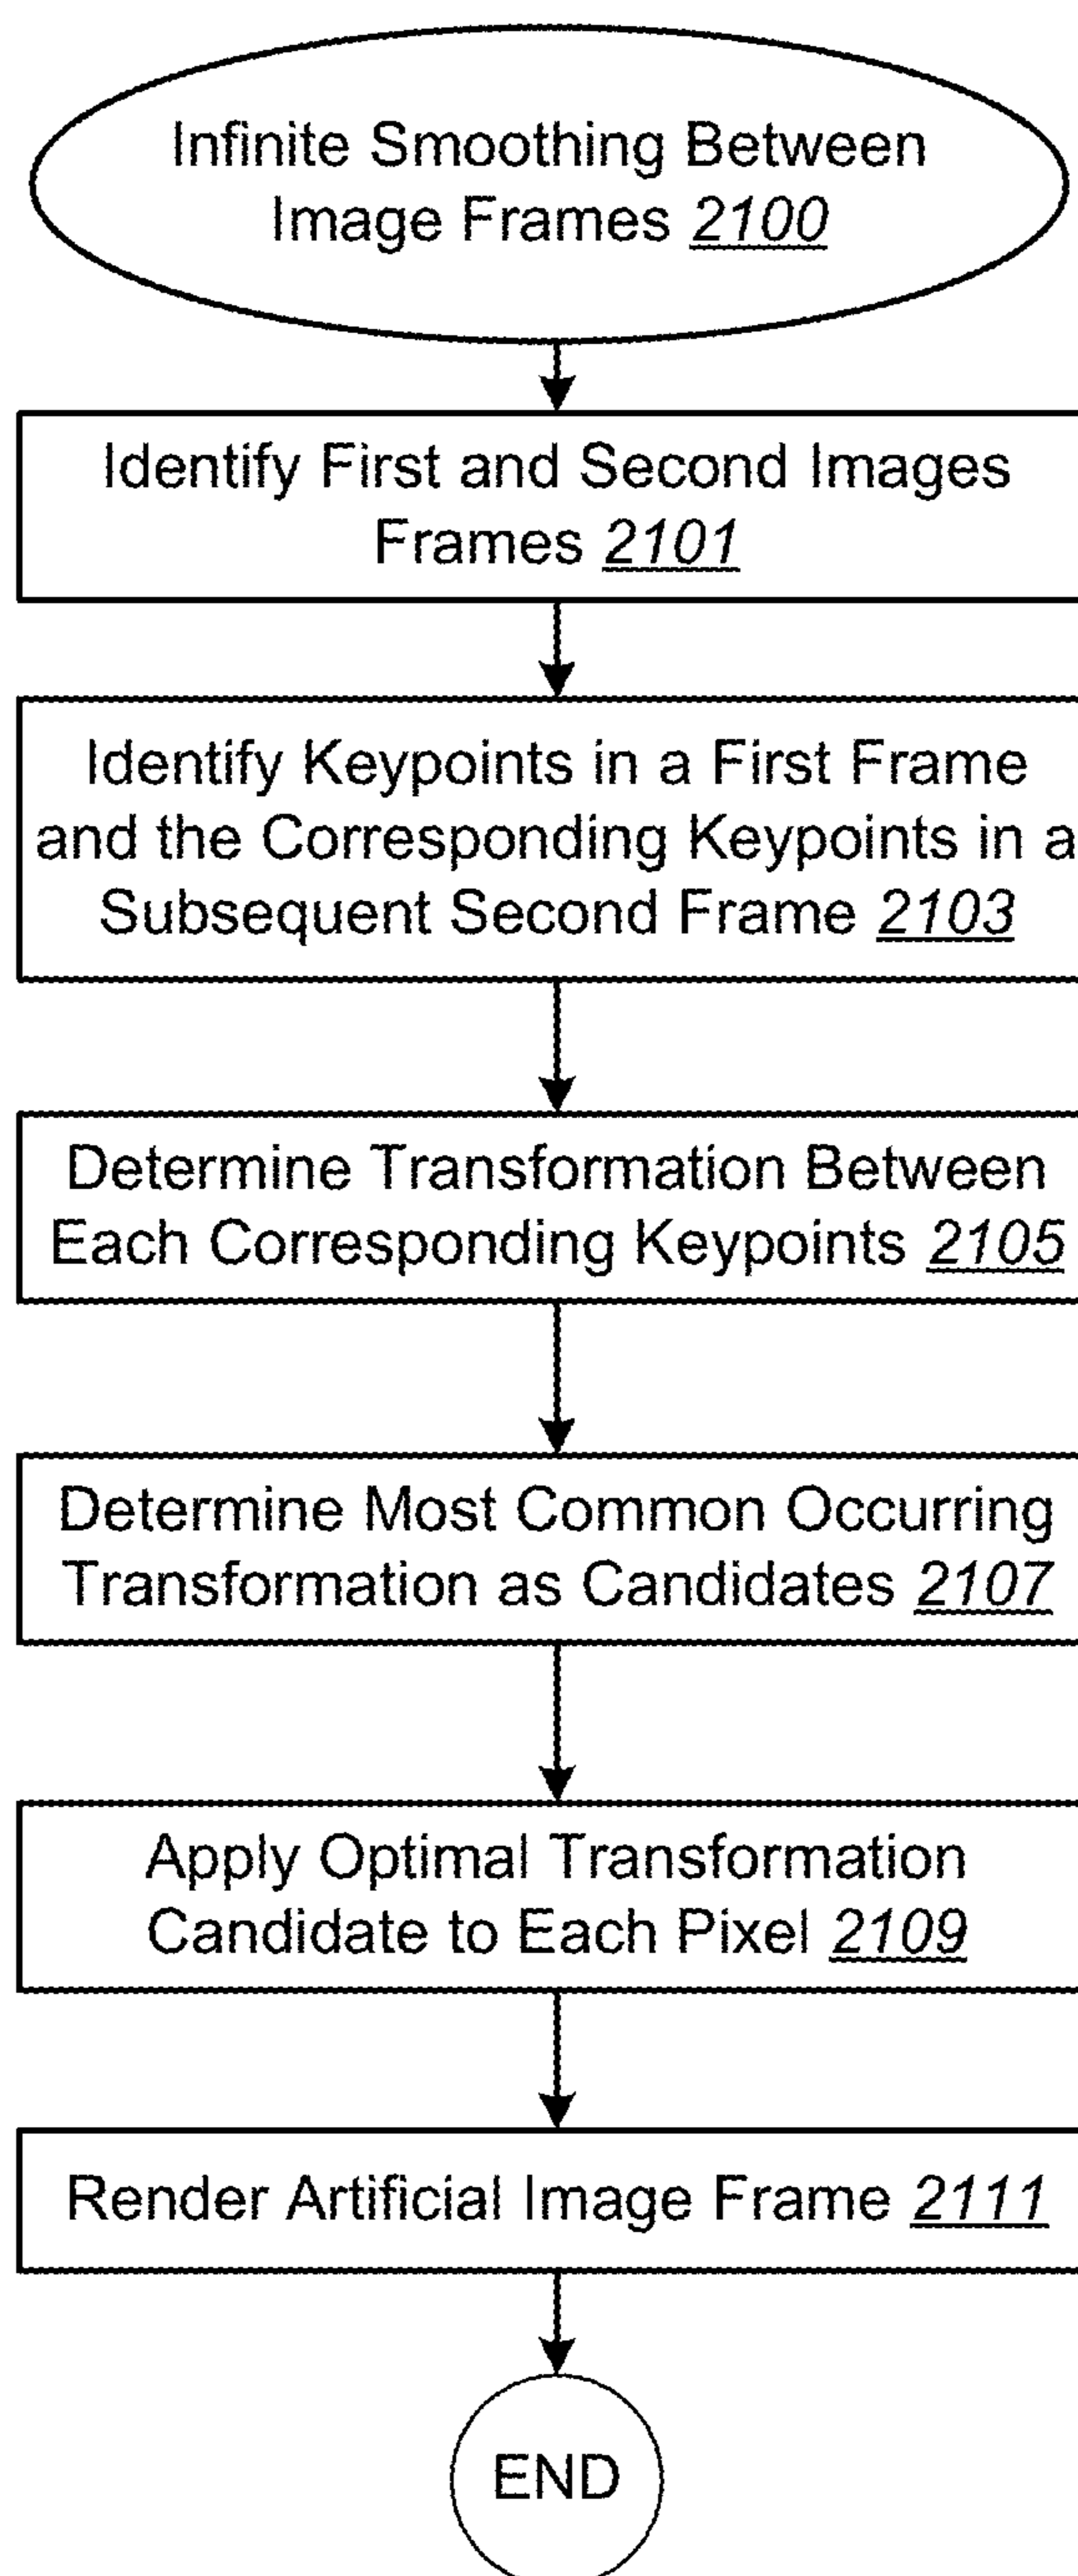 Infinite Smoothing Between
Image Frames 2100
Identify First and Second Images
Frames 2101
Identify Keypoints in a First Frame
and the Corresponding Keypoints in a
Subsequent Second Frame 2103
Determine Transformation Between
Each Corresponding Keypoints 2105
Determine Most Common Occurring
Transformation as Candidates 2107
Apply Optimal Transformation
Candidate to Each Pixel 2109
Render Artificial Image Frame 2111
END